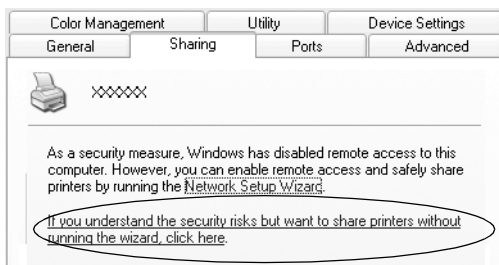 Color Management
Utility
Device Settings
General
Sharing
Ports
Advanced
XXXXXX
As a security measure, Windows has disabled remote access to this
computer. However, you can enable remote access and safely share
printers by running the Network Setup Wizard.
If you understand the security risks but want to share printers without
running the wizard, click here.